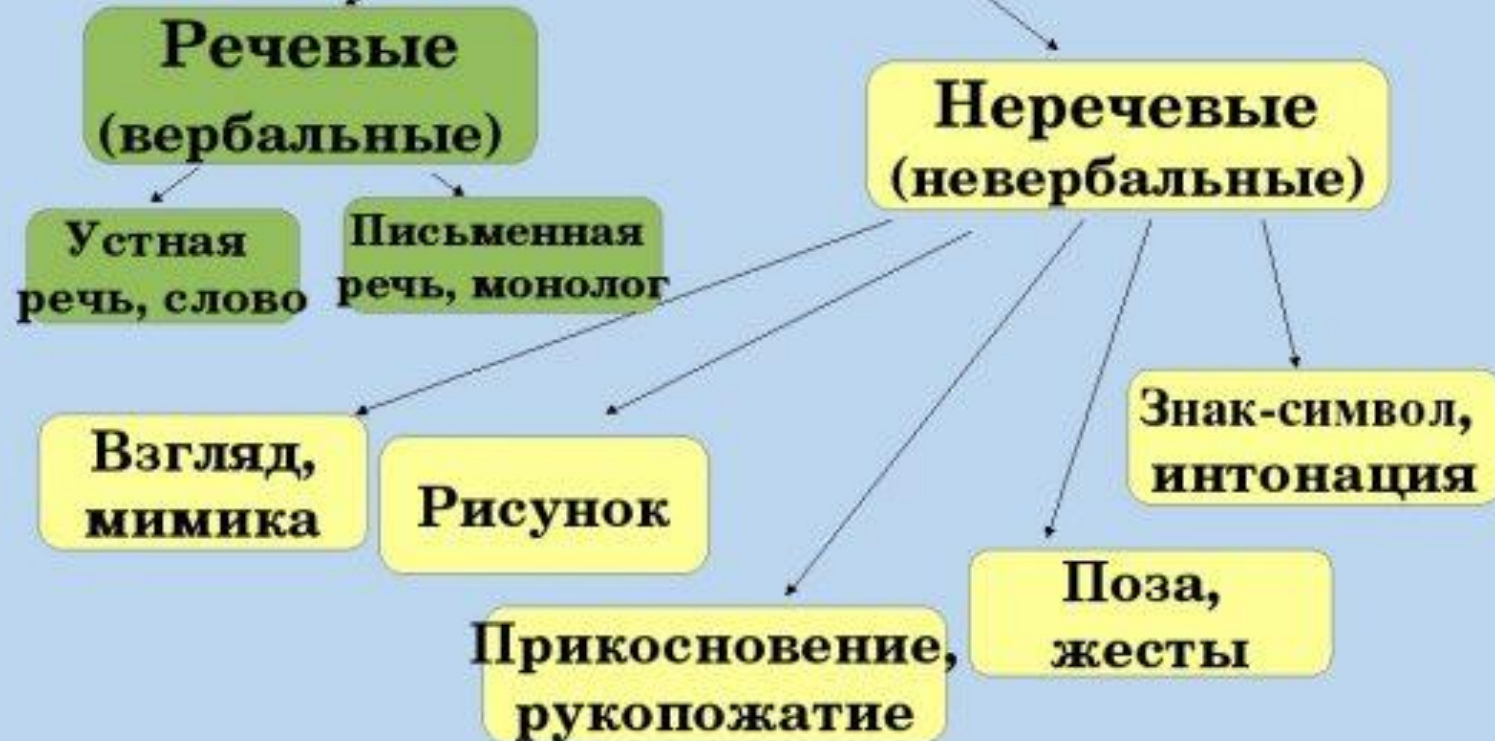 Речевые
(вербальные)
Неречевые
(невербальные)
Устная
речь, слово
Письменная
речь, монолог
Взгляд,
мимика
Рисунок
Прикосновение,
рукопожатие
Поза,
жесты
Знак-символ,
интонация